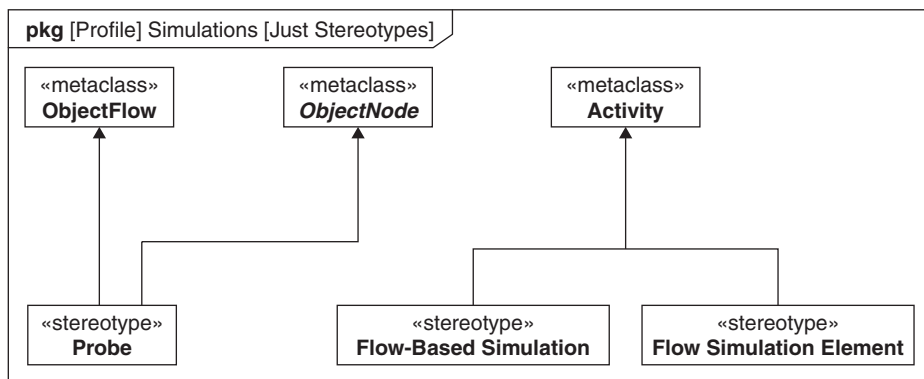 pkg [Profile] Simulations [Just Stereotypes]
«metaclass»
ObjectFlow
«metaclass»
ObjectNode
«metaclass»
Activity
«stereotype»
Probe
«stereotype»
Flow-Based Simulation
«stereotype»
Flow Simulation Element